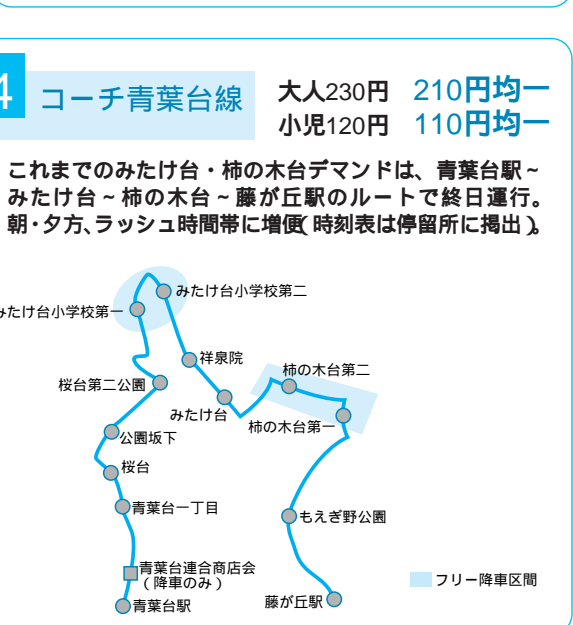 4 コーチ青葉台線
大人230円 210円均一
小児120円 110円均一
これまでのみたけ台・柿の木台デマンドは、青葉台駅～
みたけ台～柿の木台～藤が丘駅のルートで終日運行。
朝・夕方、ラッシュ時間帯に増便(時刻表は停留所に掲出)。
みたけ台小学校第二
みたけ台小学校第一
祥泉院
柿の木台第二
桜台第二公園
みたけ台
柿の木台第一
公園坂下
桜台
青葉台一丁目
もえぎ野公園
青葉台連合商店会
(降車のみ)
フリー降車区間
青葉台駅
藤が丘駅